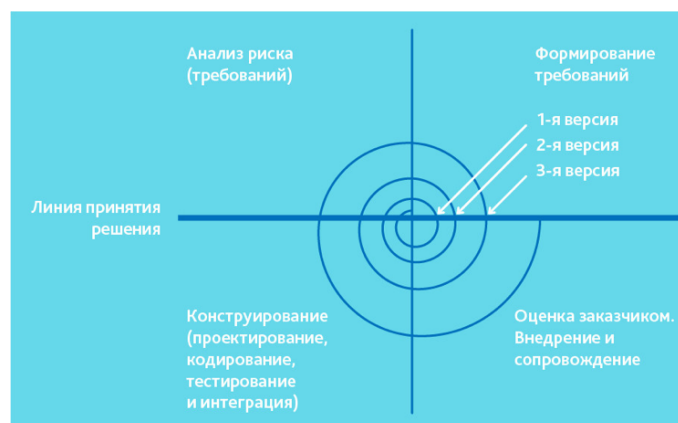 Анализ риска
(требований)
Формирование
требований
1-я версия
2-я версия
3-я версия
Линия принятия
решения
Конструирование
(проектирование,
кодирование,
тестирование
и интеграция)
Оценка заказчиком.
Внедрение и
сопровождение